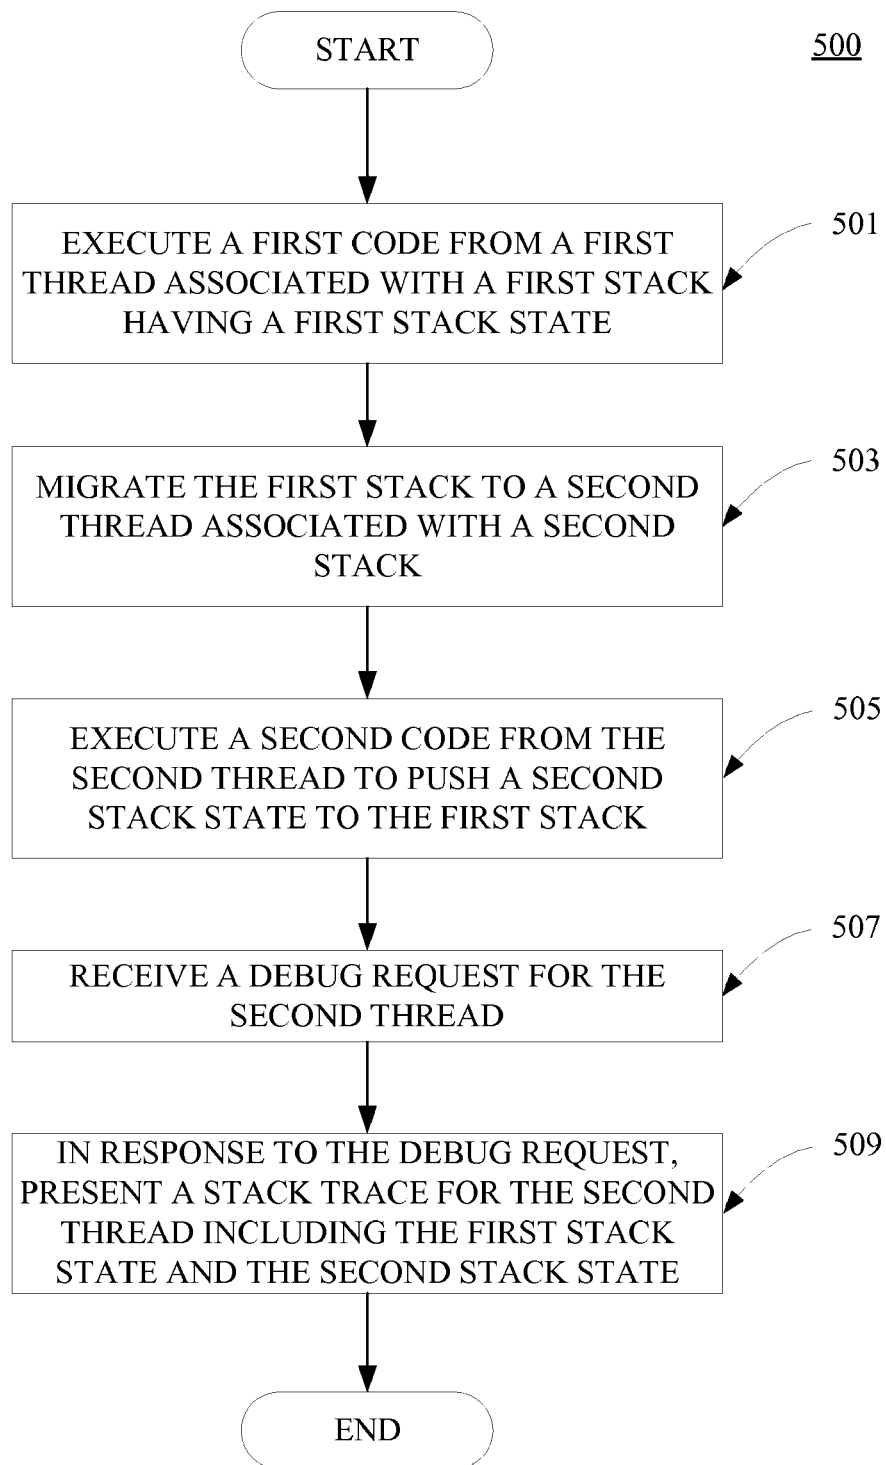 START
500
501
EXECUTE A FIRST CODE FROM A FIRST
THREAD ASSOCIATED WITH A FIRST STACK
HAVING A FIRST STACK STATE
503
MIGRATE THE FIRST STACK TO A SECOND
THREAD ASSOCIATED WITH A SECOND
STACK
505
EXECUTE A SECOND CODE FROM THE
SECOND THREAD TO PUSH A SECOND
STACK STATE TO THE FIRST STACK
507
RECEIVE A DEBUG REQUEST FOR THE
SECOND THREAD
509
IN RESPONSE TO THE DEBUG REQUEST,
PRESENT A STACK TRACE FOR THE SECOND
THREAD INCLUDING THE FIRST STACK
STATE AND THE SECOND STACK STATE
END